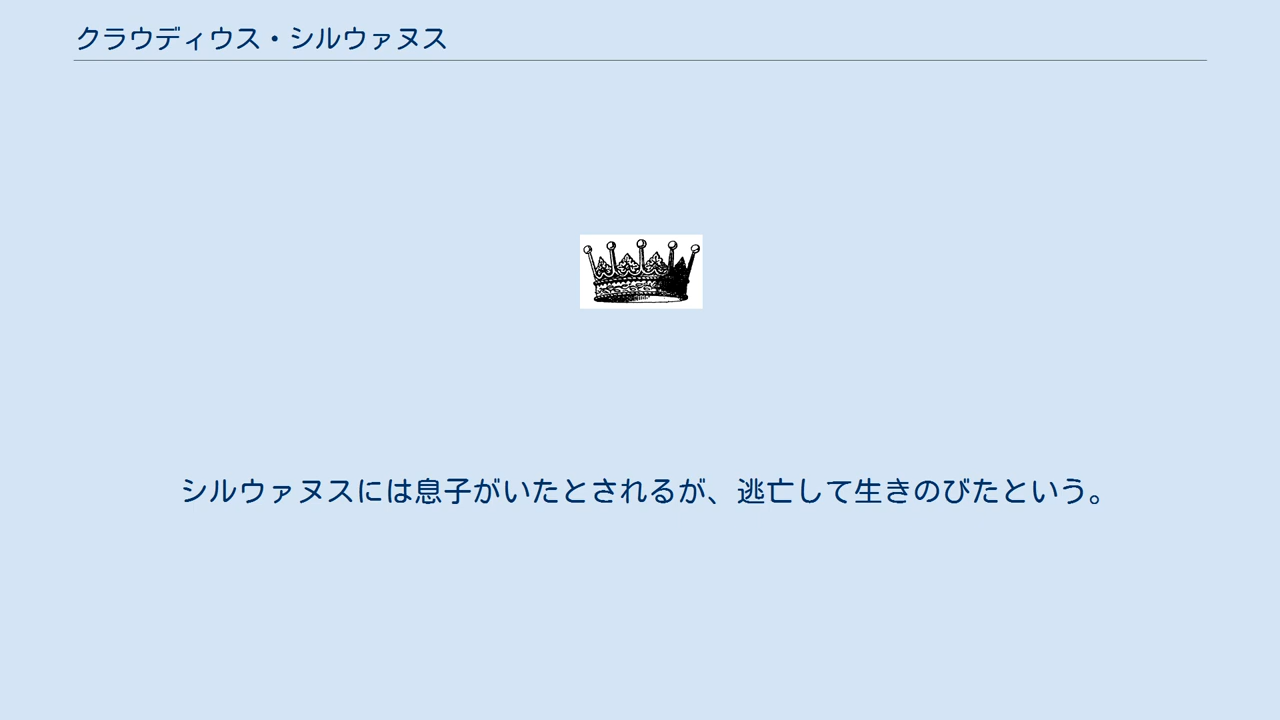 クラウディウス・シルウァヌス
シルウァヌスには息子がいたとされるが、逃亡して生きのびたという。